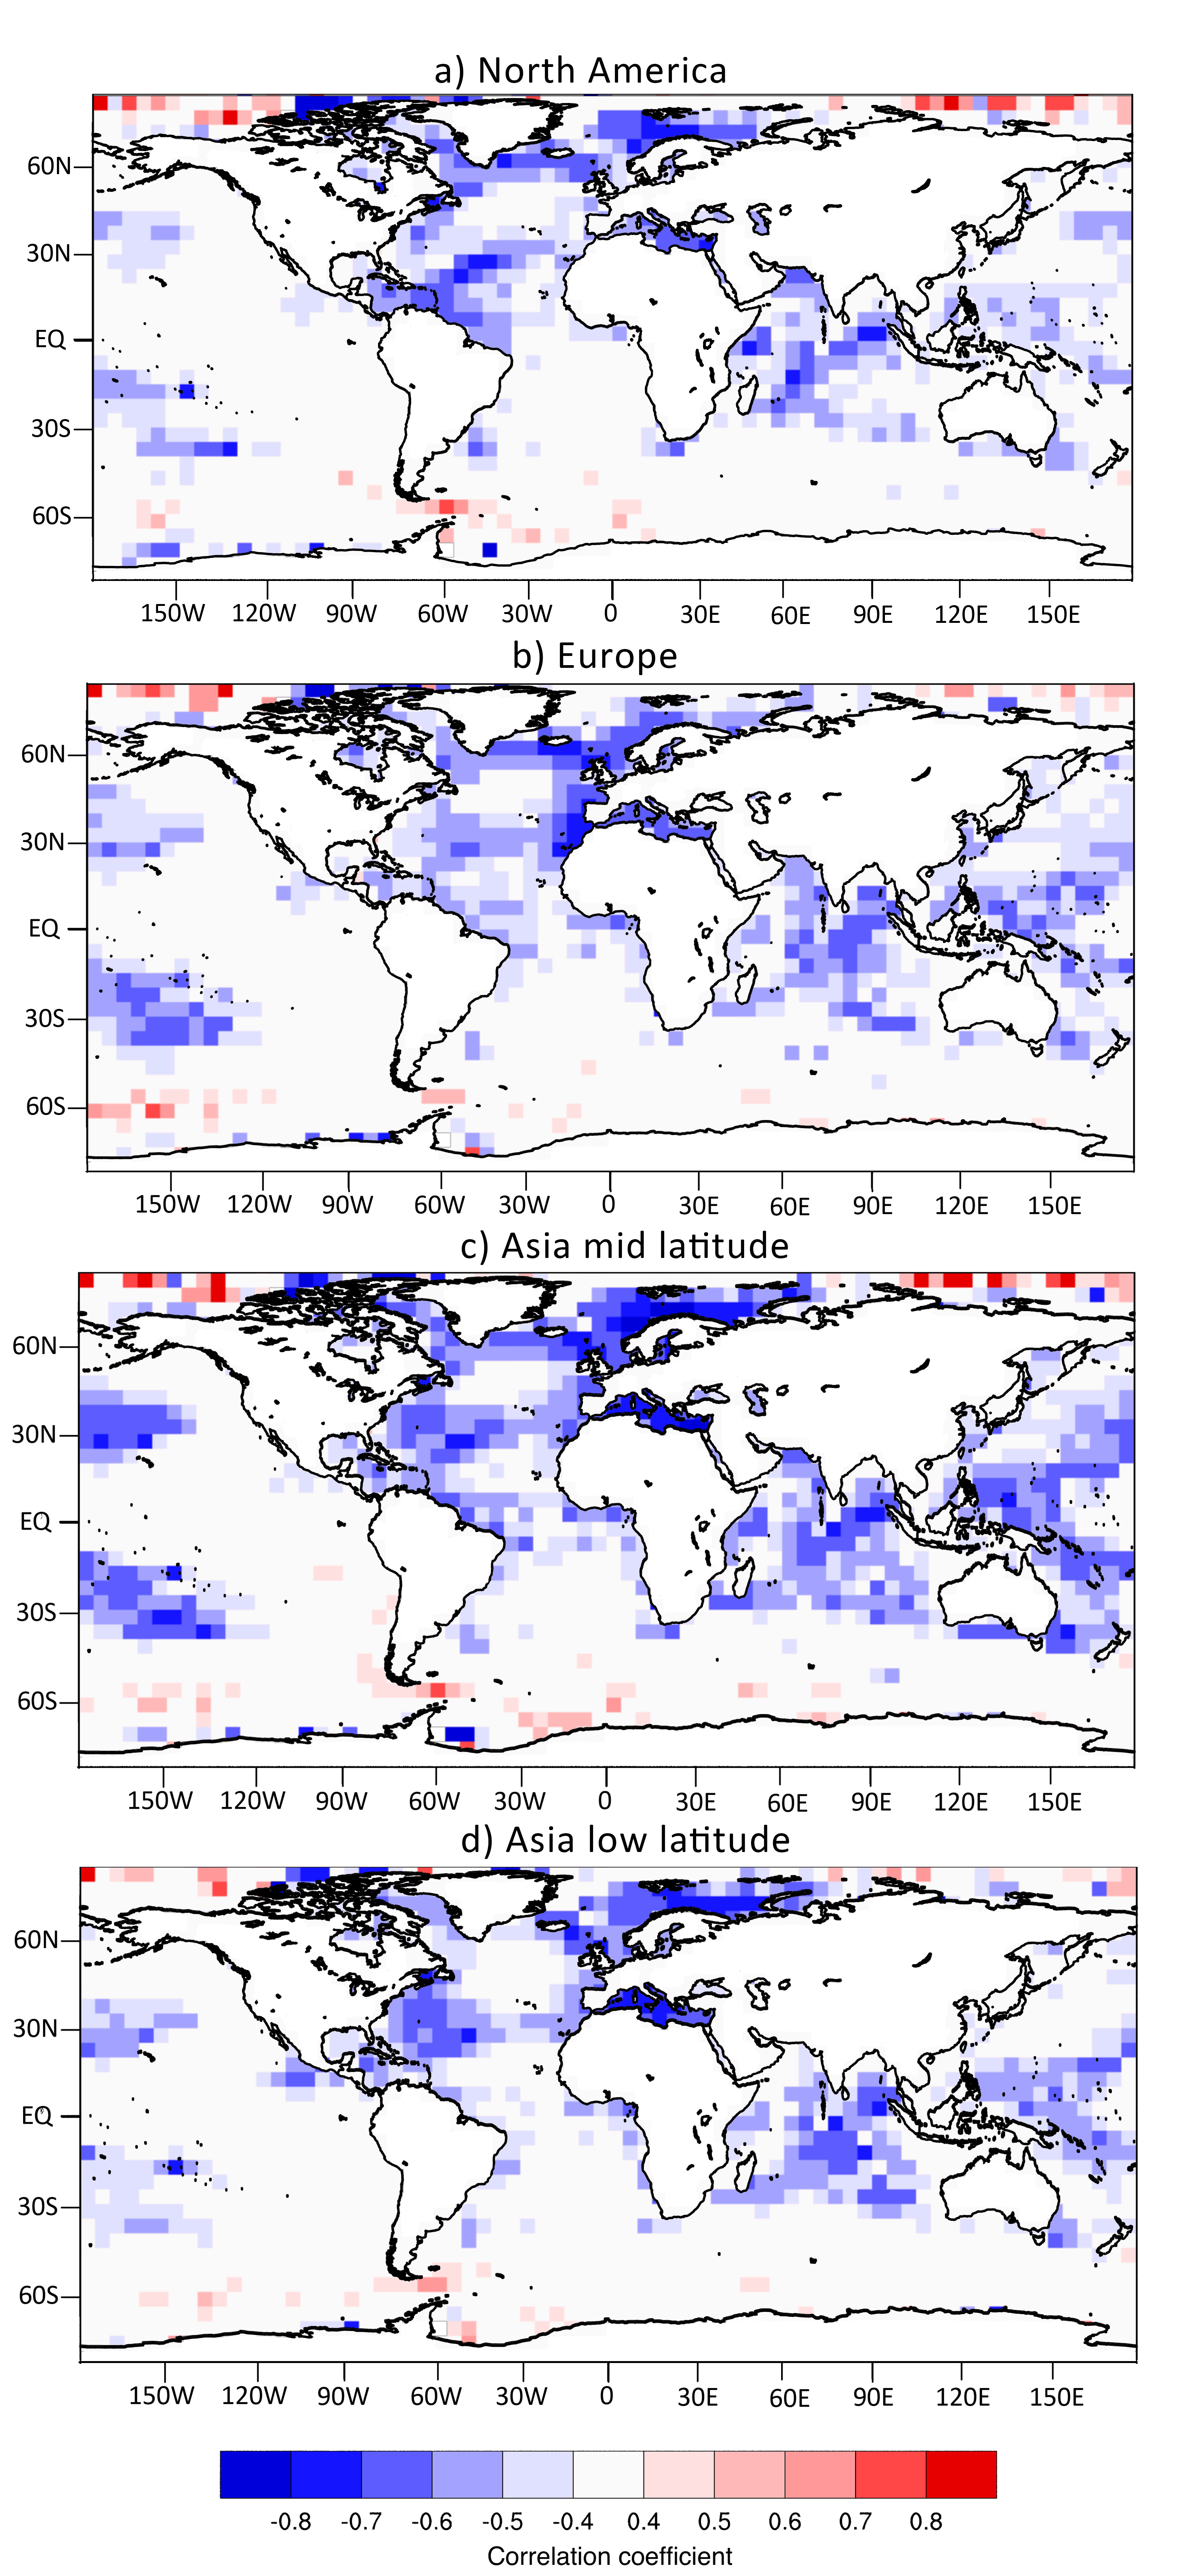 a) North America
60N
30N
EQ
30S
60S
150W 120W 90W 60W 30W 0 30E 60E 90E 120E 150E
b) Europe
60N
30N
EQ
30S
60S
150W 120W 90W 60W 30W 0 30E 60E 90E 120E 150E
c) Asia mid latitude
60N
30N
EQ
30S
60S
150W 120W 90W 60W 30W 0 30E 60E 90E 120E 150E
d) Asia low latitude
60N
30N
EQ
30S
60S
150W 120W 90W 60W 30W 0 30E 60E 90E 120E 150E
-0.8 -0.7 -0.6 -0.5 -0.4 0.4 0.5 0.6 0.7 0.8
Correlation coefficient